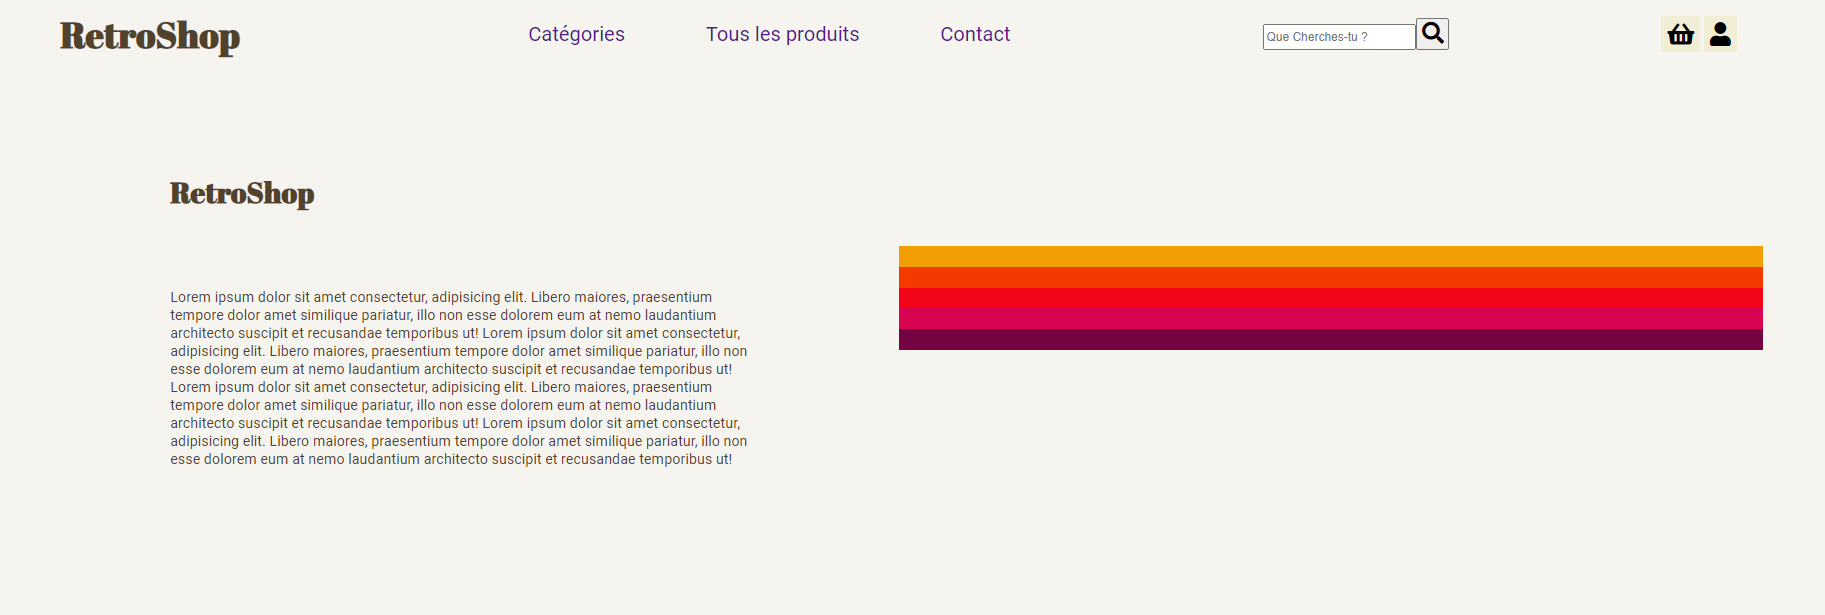 RetroShop
Catégories
Tous les produits
Contact
Que Cherches-tu ?
RetroShop
Lorem ipsum dolor sit amet consectetur, adipisicing elit. Libero maiores, praesentium
tempore dolor amet similique pariatur, illo non esse dolorem eum at nemo laudantium
architecto suscipit et recusandae temporibus ut! Lorem ipsum dolor sit amet consectetur,
adipisicing elit. Libero maiores, praesentium tempore dolor amet similique pariatur, illo non
esse dolorem eum at nemo laudantium architecto suscipit et recusandae temporibus ut!
Lorem ipsum dolor sit amet consectetur, adipisicing elit. Libero maiores, praesentium
tempore dolor amet similique pariatur, illo non esse dolorem eum at nemo laudantium
architecto suscipit et recusandae temporibus ut! Lorem ipsum dolor sit amet consectetur,
adipisicing elit. Libero maiores, praesentium tempore dolor amet similique pariatur, illo non
esse dolorem eum at nemo laudantium architecto suscipit et recusandae temporibus ut!